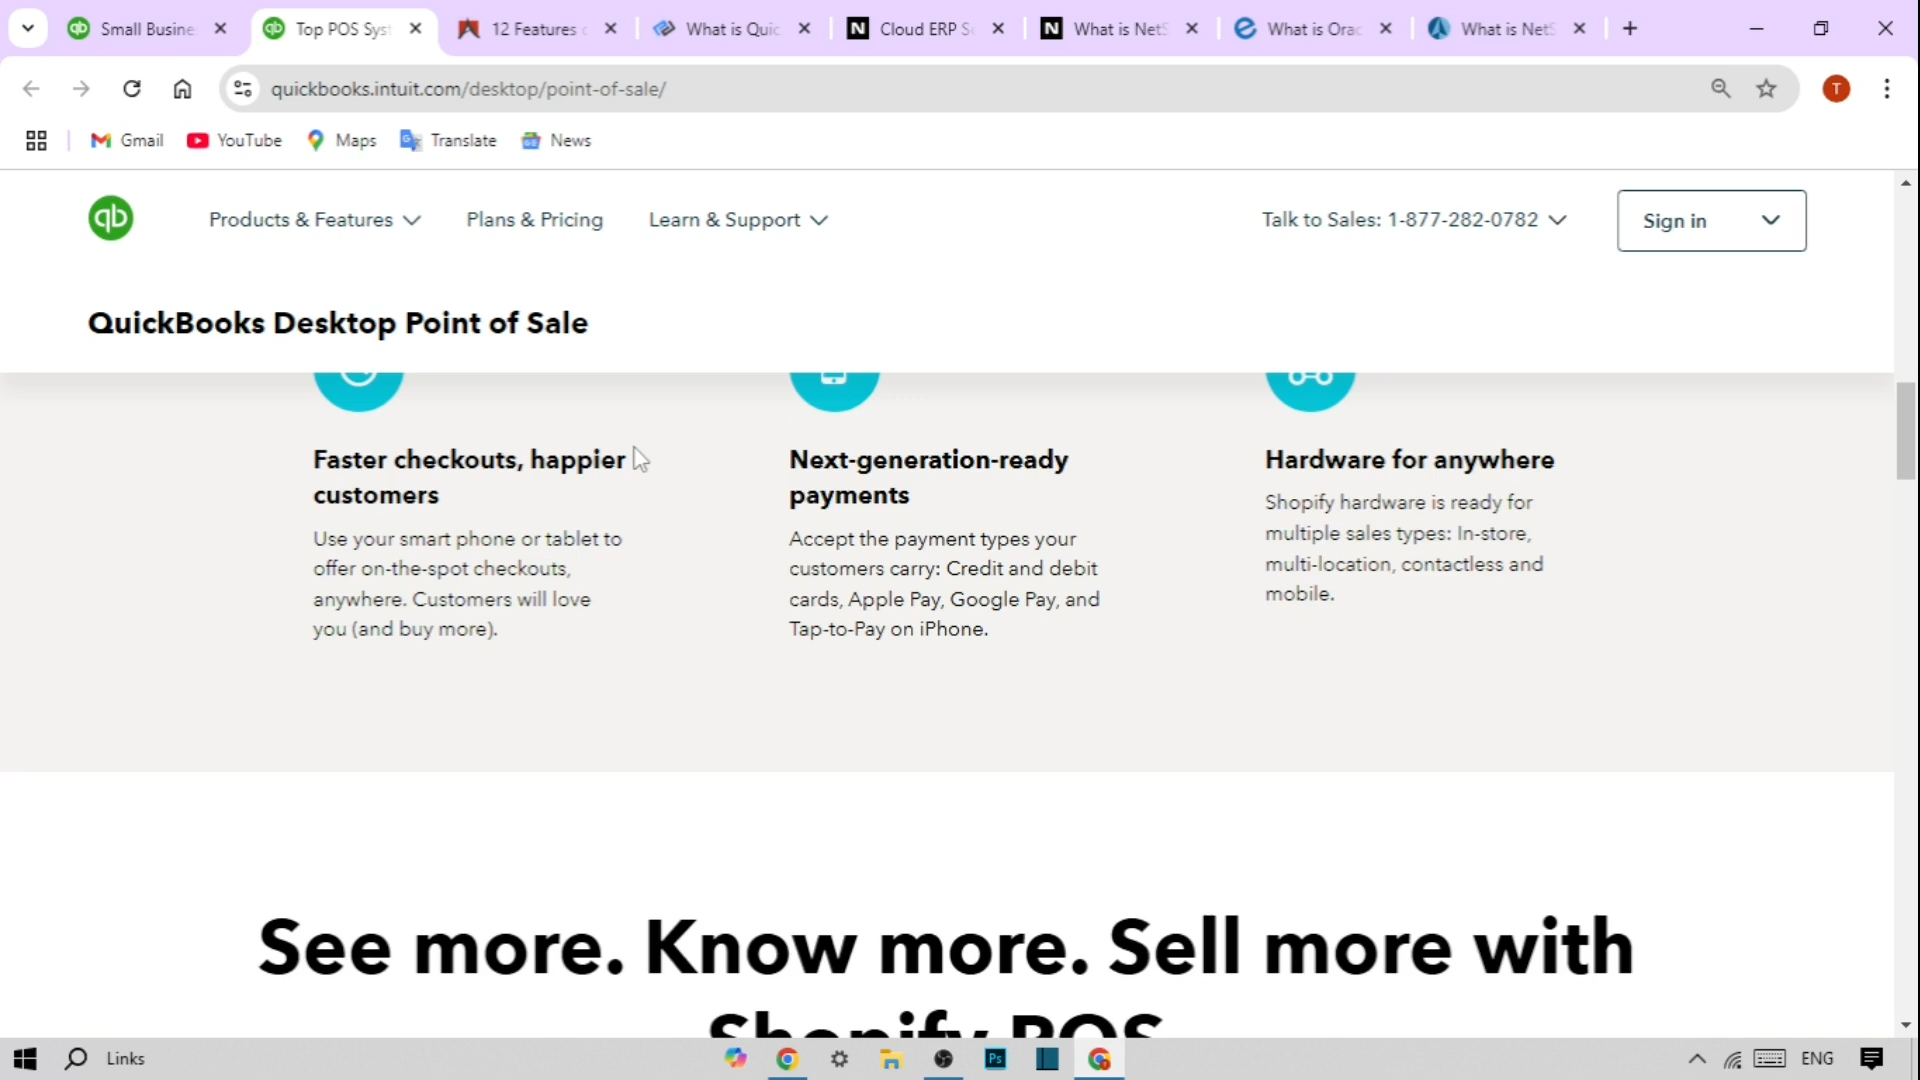 Small Busine
Top POS Syst
12 Features
What is Quic
Cloud ERP S
What is NetS
What is Orac
What is NetS
quickbooks.intuit.com/desktop/point-of-sale/
T
Gmail
YouTube
Maps
Translate
News
qb
Products & Features
Plans & Pricing
Learn & Support
Talk to Sales: 1-877-282-0782
Sign in
QuickBooks Desktop Point of Sale
Faster checkouts, happier
customers
Use your smart phone or tablet to
offer on-the-spot checkouts,
anywhere. Customers will love
you (and buy more).
Next-generation-ready
payments
Accept the payment types your
customers carry: Credit and debit
cards, Apple Pay, Google Pay, and
Tap-to-Pay on iPhone.
Hardware for anywhere
Shopify hardware is ready for
multiple sales types: In-store,
multi-location, contactless and
mobile.
See more. Know more. Sell more with
Shopify POS
Links
Ps
ENG